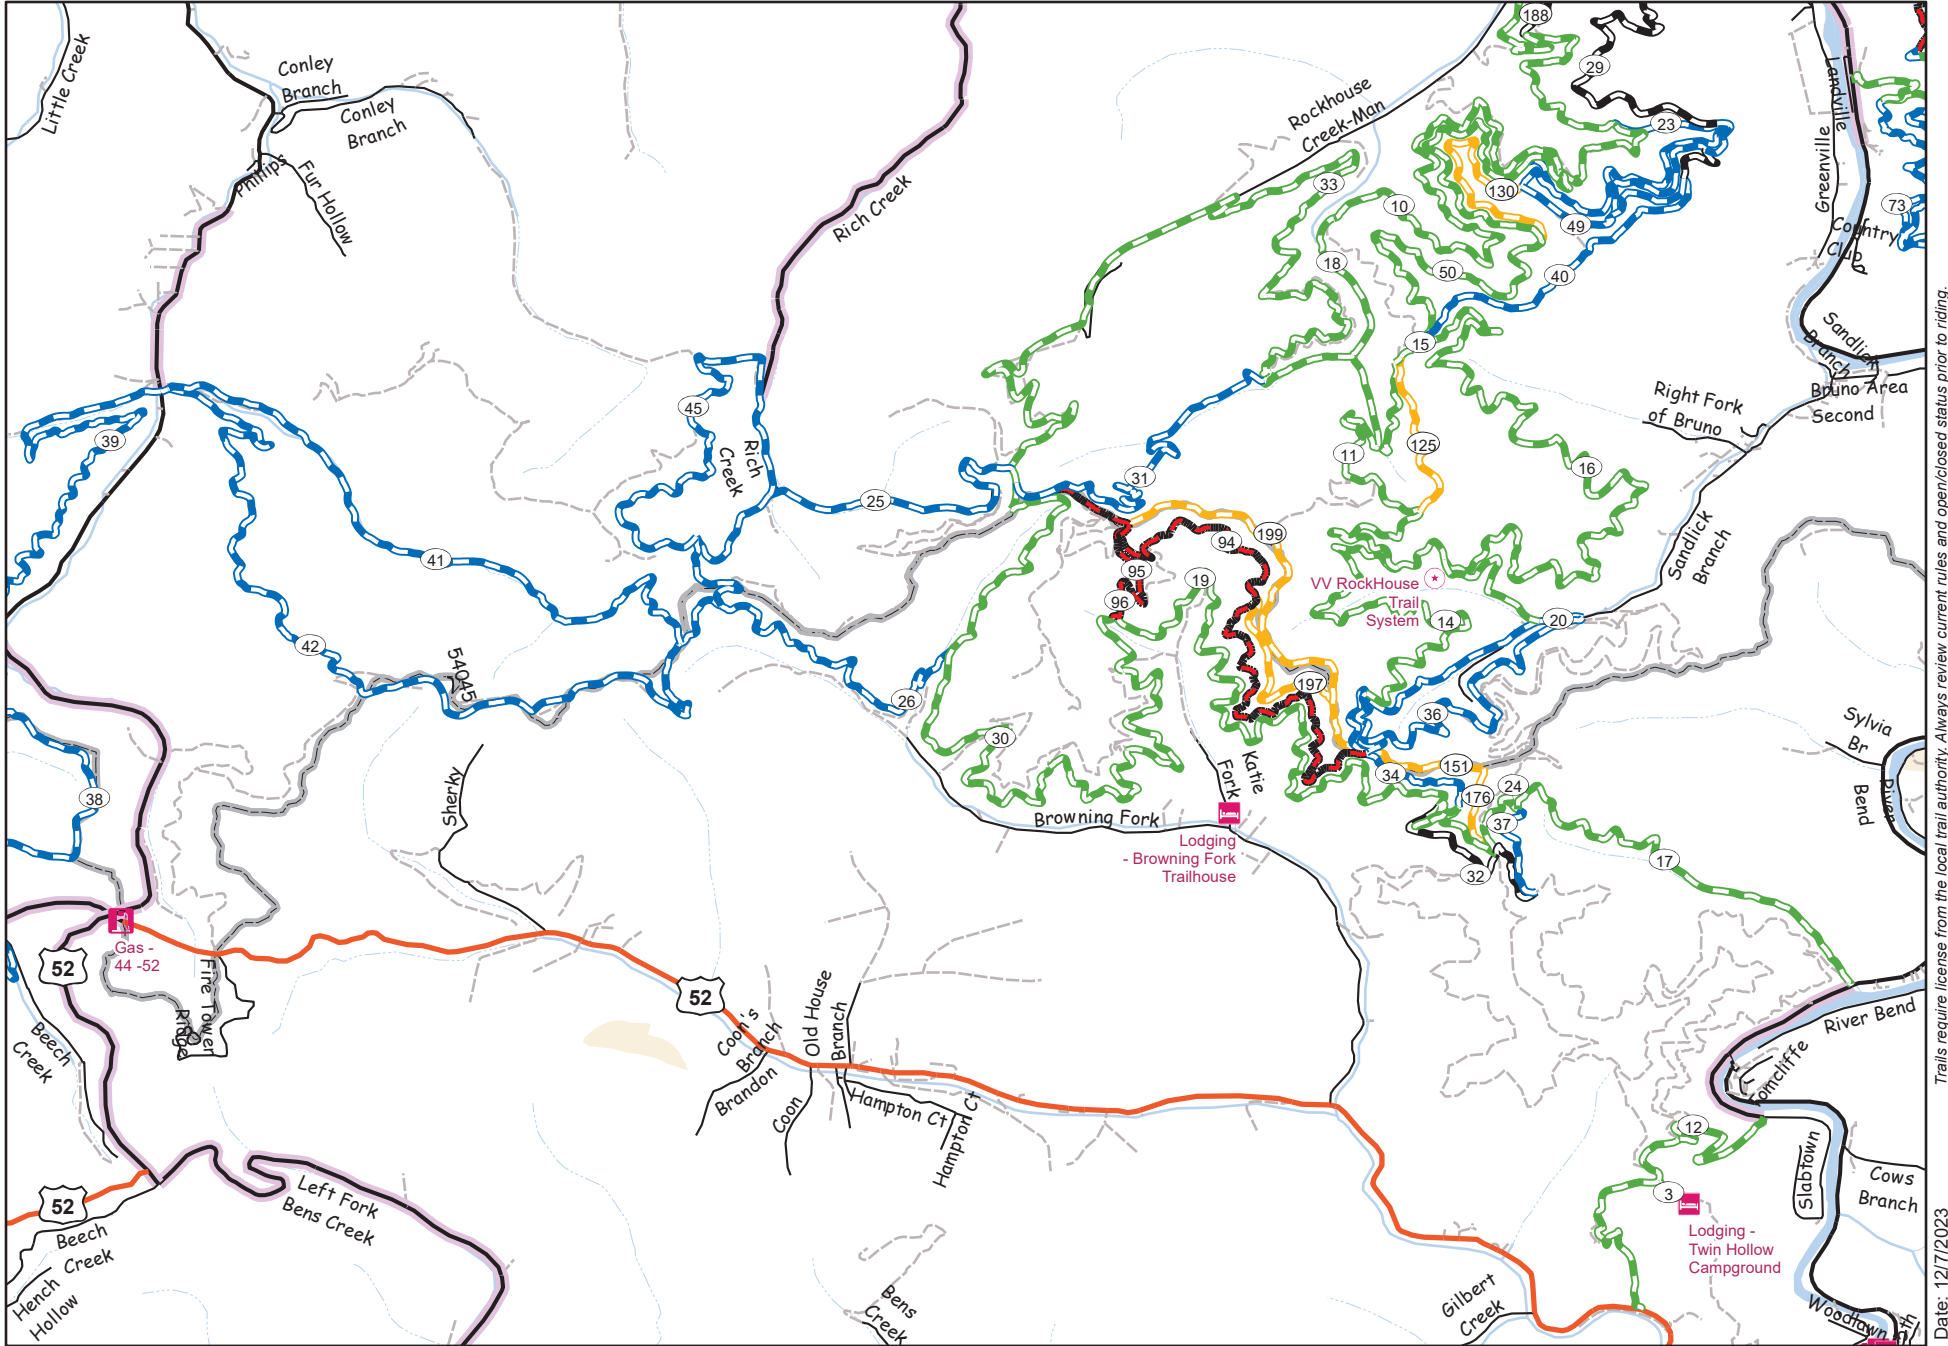 Little Creek
Conley
Branch
Conley
Branch
Phillips
Fur Hollow
Rich Creek
Rockhouse
Creek-Man
188
29
23
33
10
130
49
18
50
40
15
Landville
Greenville
73
Country
Club
Sandlick
Branch
Bruno Area
Second
Right Fork
of Bruno
39
45
Rich
Creek
25
31
11
125
16
41
199
94
95
96
19
VV RockHouse
Trail
System
14
20
Sandlick
Branch
42
54045
26
30
197
36
34
151
176
24
37
32
17
38
Sherky
Browning Fork
Fork
Katie
Lodging
- Browning Fork
Trailhouse
Sylvia
Br
River
Bend
Gas -
44 -52
52
Fire Tower
Ridge
Beech
Creek
52
Coon's
Branch
Old House
Branch
Brandon
Coon
Hampton Ct
Hampton Ct
River Bend
Tomcliffe
12
3
Slabtown
Cows
Branch
Lodging -
Twin Hollow
Campground
52
Beech
Creek
Hench
Hollow
Left Fork
Bens Creek
Bens
Creek
Gilbert
Creek
Woodlawn
Trails require license from the local trail authority. Always review current rules and open/closed status prior to riding.
Date: 12/7/2023